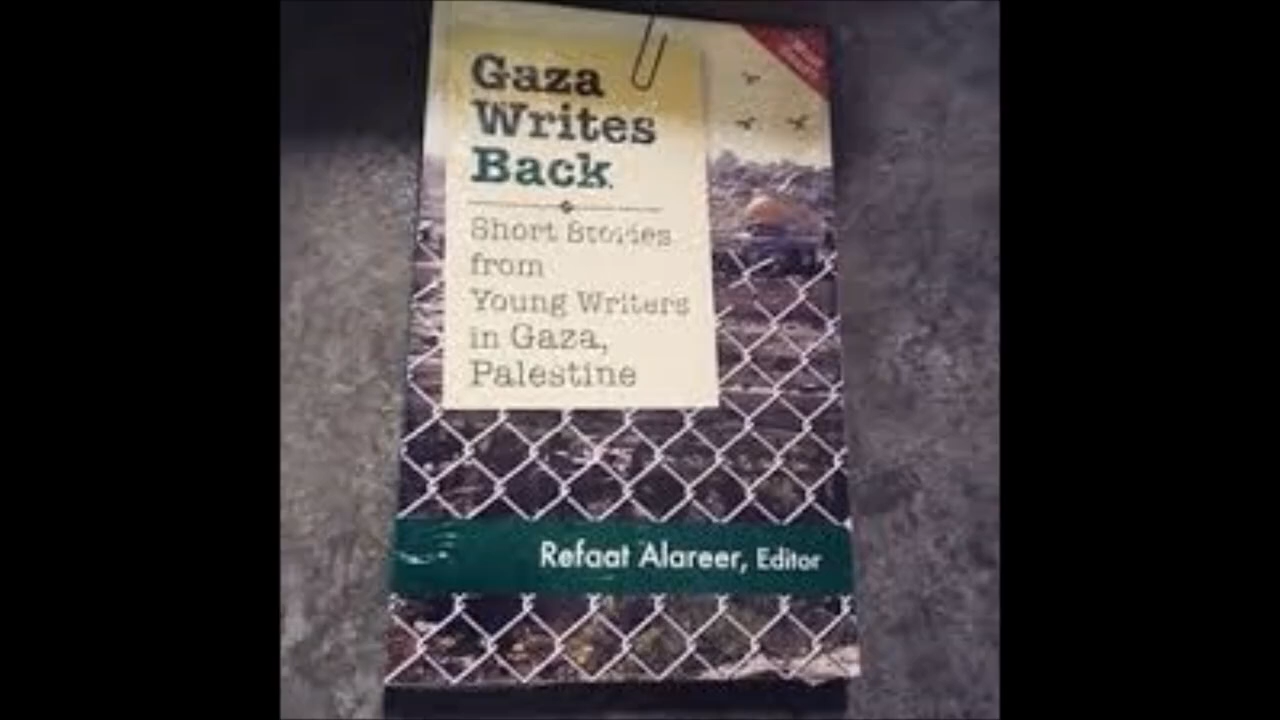 Gaza
Writes
Back
Short Stories
from
Young Writers
in Gaza,
Palestine
Refaat Alareer, Editor